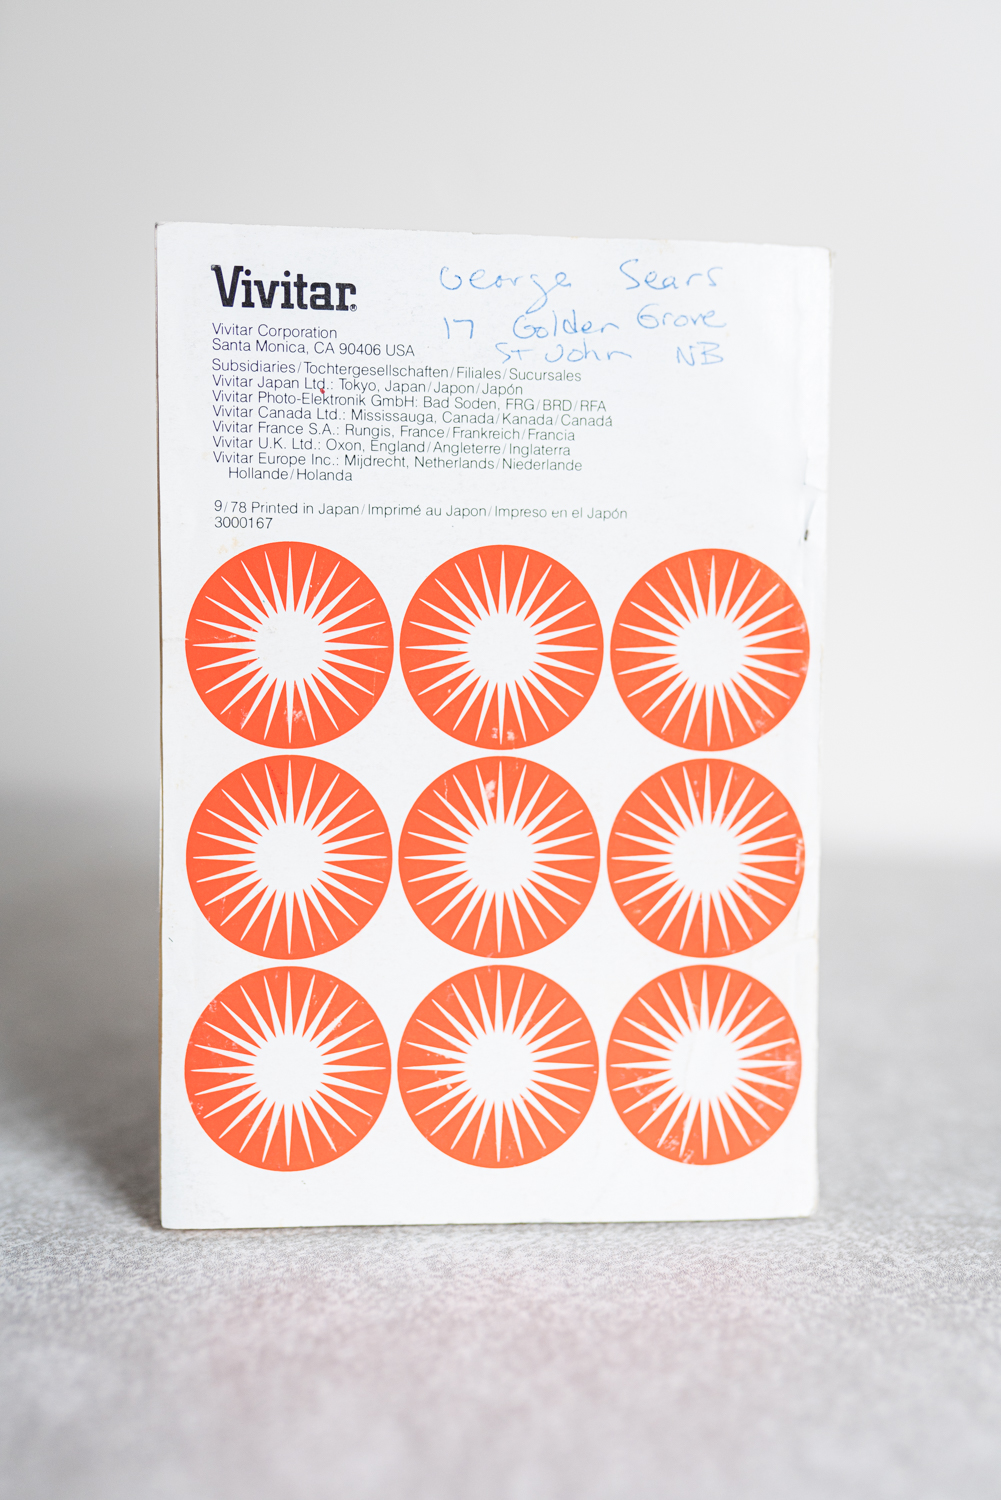 Vivitar®
George Sears
17 Golden Grove
St John NB
Vivitar Corporation
Santa Monica, CA 90406 USA
Subsidiaries/Tochtergesellschaften/Filiales/Sucursales
Vivitar Japan Ltd.: Tokyo, Japan/Japon/Japón
Vivitar Photo-Elektronik GmbH: Bad Soden, FRG/BRD/RFA
Vivitar Canada Ltd.: Mississauga, Canada/Kanada/Canadá
Vivitar France S.A.: Rungis, France/Frankreich/Francia
Vivitar U.K. Ltd.: Oxon, England/Angleterre/Inglaterra
Vivitar Europe Inc.: Mijdrecht, Netherlands/Niederlande
Hollande/Holanda
9/78 Printed in Japan/Imprimé au Japon/Impreso en el Japón
3000167